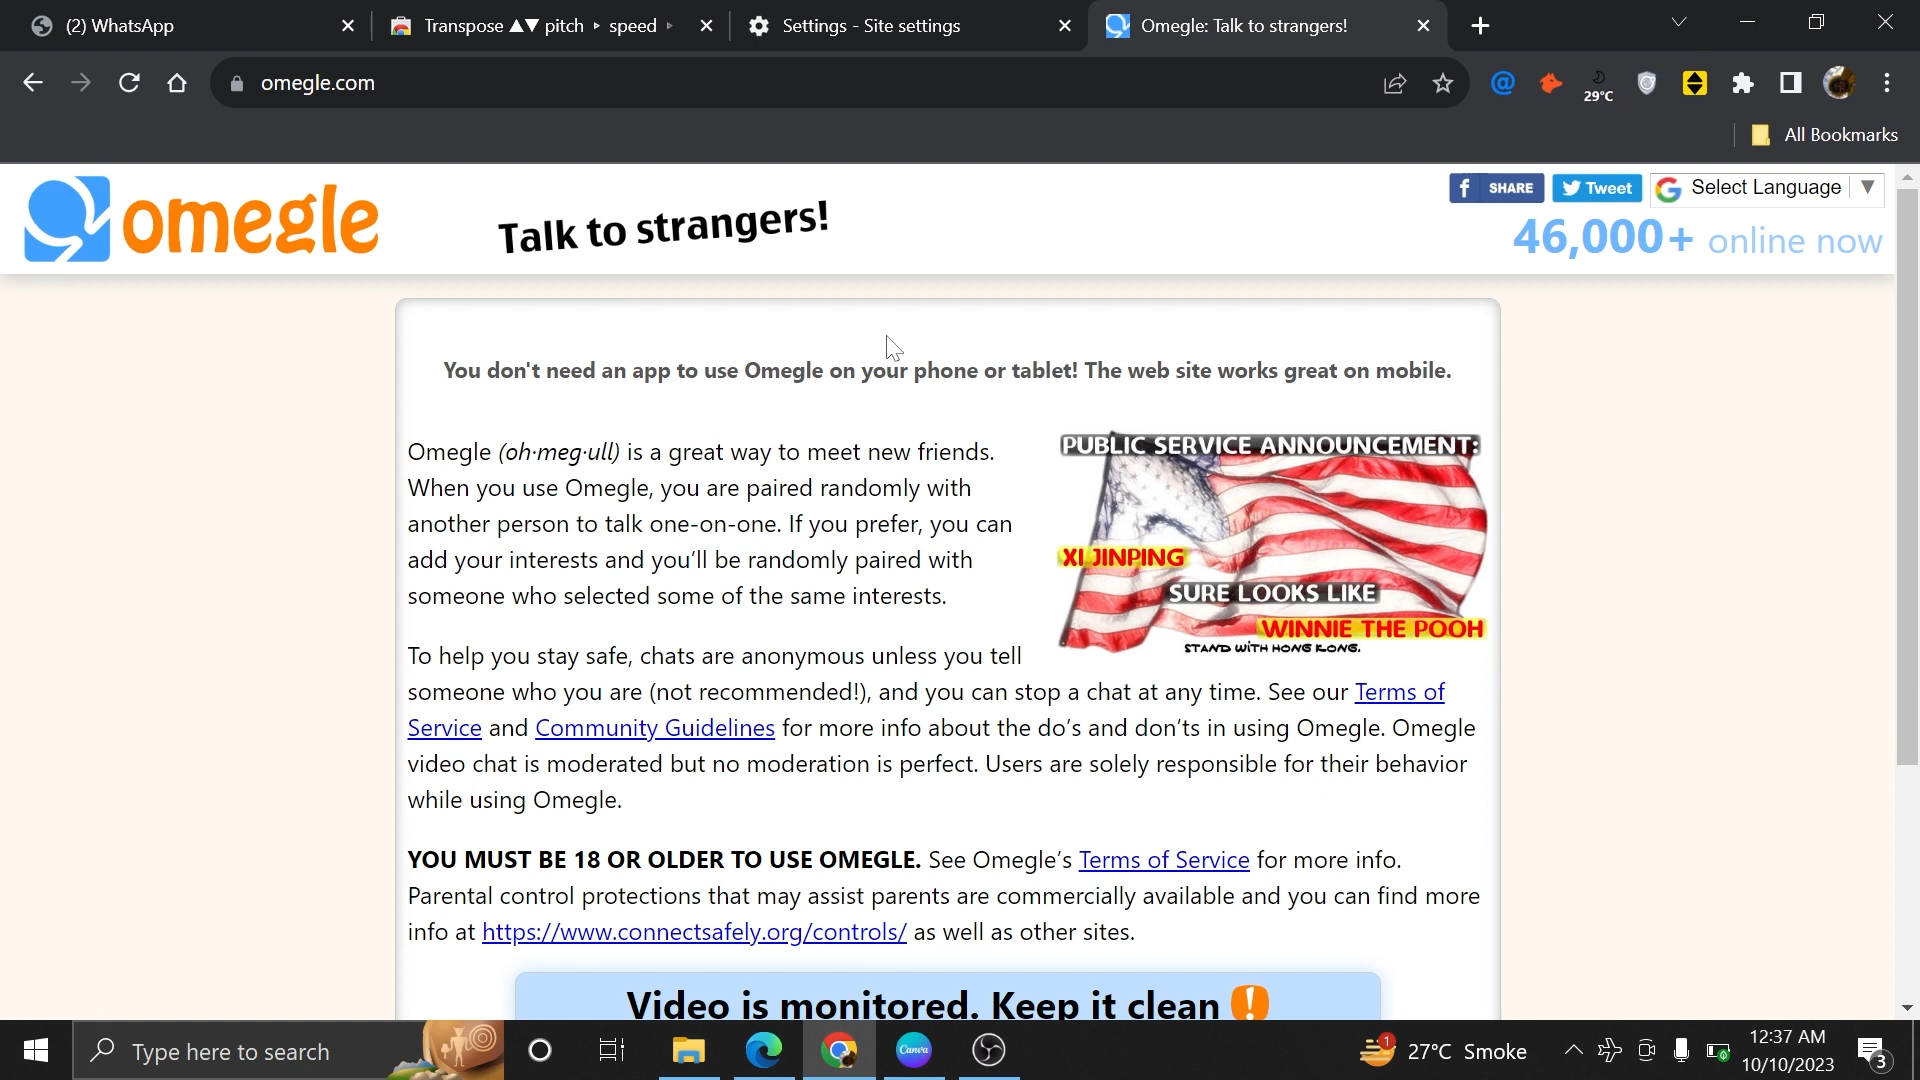 (2) WhatsApp
Transpose ▲▼ pitch ▸ speed ▸
Settings - Site settings
Omegle: Talk to strangers!
omegle.com
29°C
All Bookmarks
omegle
Talk to strangers!
f SHARE
Tweet
Select Language ▼
46,000+ online now
You don't need an app to use Omegle on your phone or tablet! The web site works great on mobile.
Omegle (oh·meg·ull) is a great way to meet new friends.
When you use Omegle, you are paired randomly with
another person to talk one-on-one. If you prefer, you can
add your interests and you’ll be randomly paired with
someone who selected some of the same interests.
PUBLIC SERVICE ANNOUNCEMENT:
XI JINPING
SURE LOOKS LIKE
WINNIE THE POOH
STAND WITH HONG KONG.
To help you stay safe, chats are anonymous unless you tell
someone who you are (not recommended!), and you can stop a chat at any time. See our Terms of
Service and Community Guidelines for more info about the do’s and don’ts in using Omegle. Omegle
video chat is moderated but no moderation is perfect. Users are solely responsible for their behavior
while using Omegle.
YOU MUST BE 18 OR OLDER TO USE OMEGLE. See Omegle’s Terms of Service for more info.
Parental control protections that may assist parents are commercially available and you can find more
info at https://www.connectsafely.org/controls/ as well as other sites.
Video is monitored. Keep it clean !
Type here to search
Canva
1
27°C Smoke
12:37 AM
10/10/2023
3